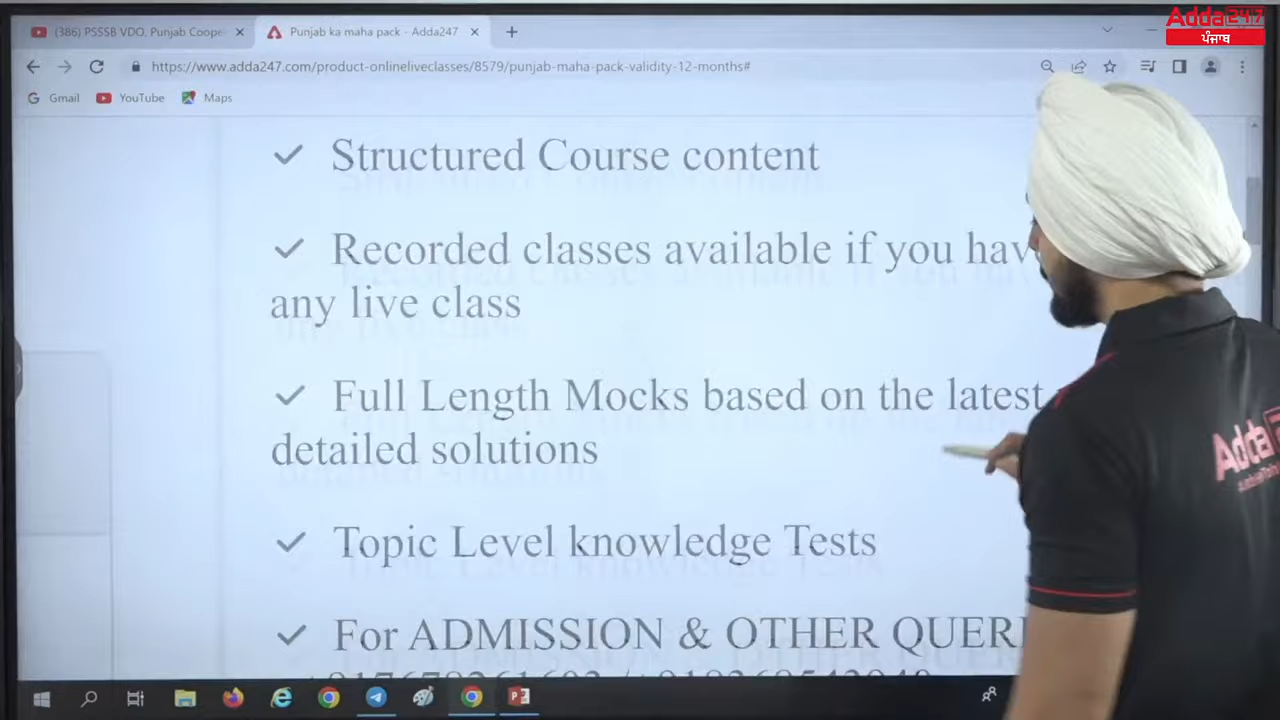 Adda247
ਪੰਜਾਬ
(386) PSSSB VDO, Punjab Coope
Punjab ka maha pack - Adda247
https://www.adda247.com/product-onlineliveclasses/8579/punjab-maha-pack-validity-12-months#
Gmail YouTube Maps
✓ Structured Course content
✓ Recorded classes available if you hav
any live class
✓ Full Length Mocks based on the latest
detailed solutions
✓ Topic Level knowledge Tests
✓ For ADMISSION & OTHER QUERI
Adda